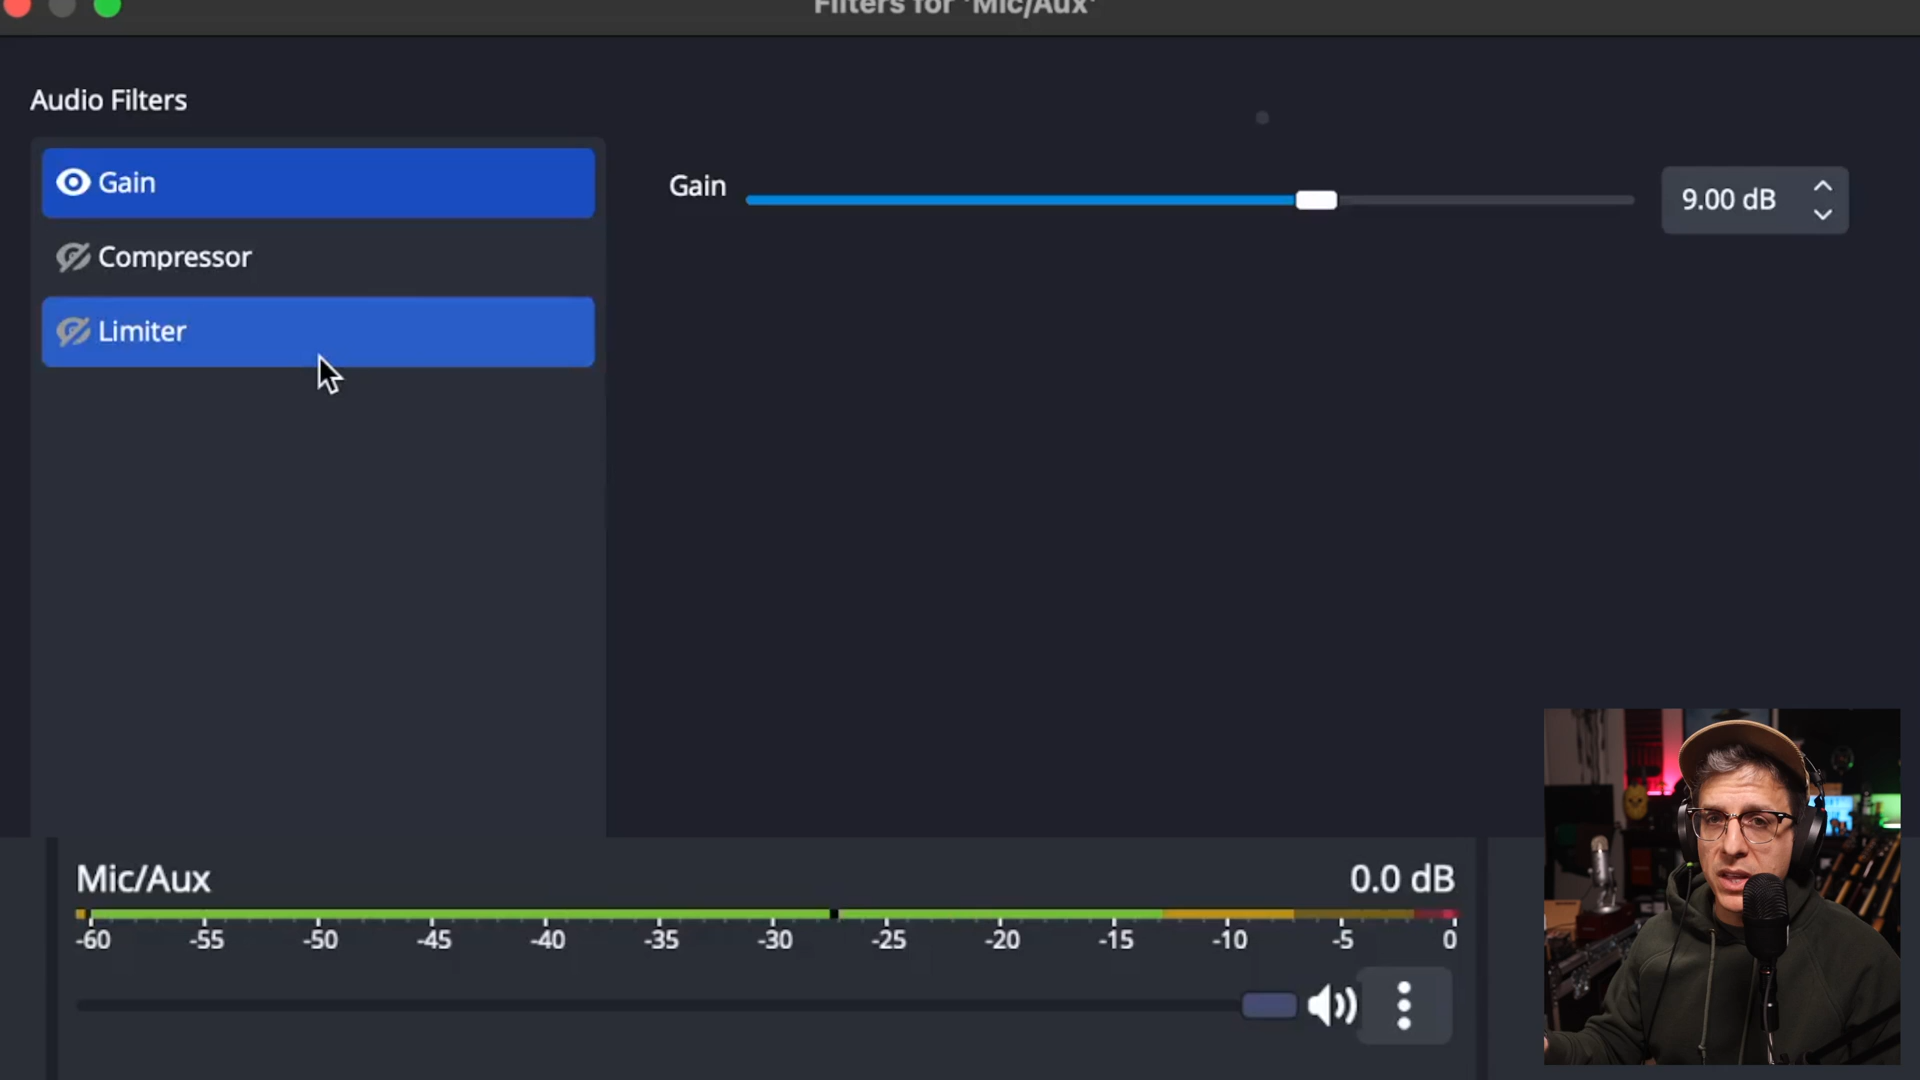 Filters for 'Mic/Aux'
Audio Filters
Gain
Compressor
Limiter
Gain
9.00 dB
Mic/Aux
0.0 dB
-60 -55 -50 -45 -40 -35 -30 -25 -20 -15 -10 -5 0